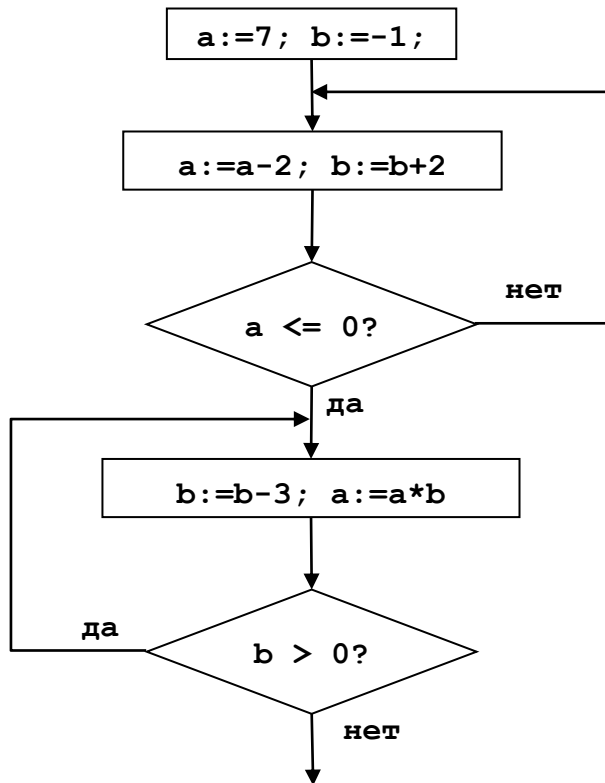 a:=7; b:=-1;
a:=a-2; b:=b+2
нет
a <= 0?
да
b:=b-3; a:=a*b
да
b > 0?
нет